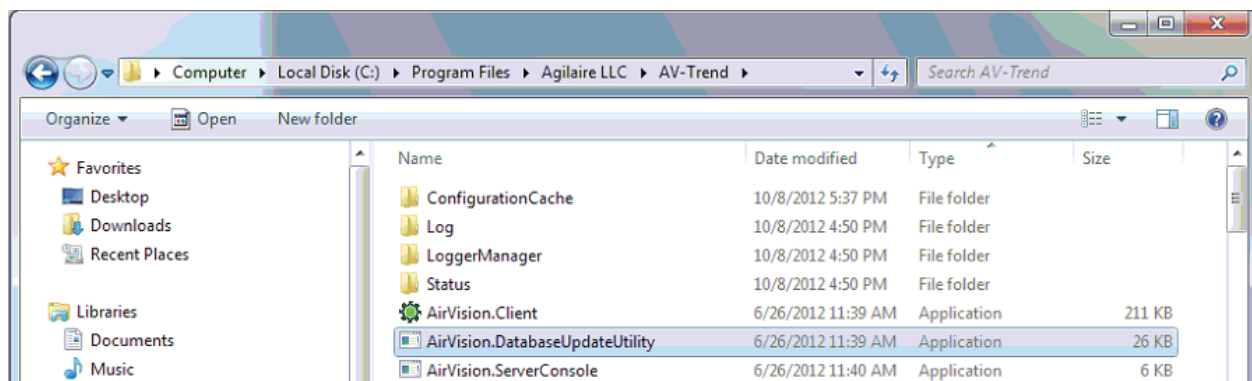 Computer Local Disk (C:) Program Files Agilaire LLC AV-Trend Search AV-Trend
Organize Open New folder
Favorites
Desktop
Downloads
Recent Places
Libraries
Documents
Music
Name Date modified Type Size
ConfigurationCache 10/8/2012 5:37 PM File folder
Log 10/8/2012 4:50 PM File folder
LoggerManager 10/8/2012 4:50 PM File folder
Status 10/8/2012 4:50 PM File folder
AirVision.Client 6/26/2012 11:39 AM Application 211 KB
AirVision.DatabaseUpdateUtility 6/26/2012 11:39 AM Application 26 KB
AirVision.ServerConsole 6/26/2012 11:40 AM Application 6 KB